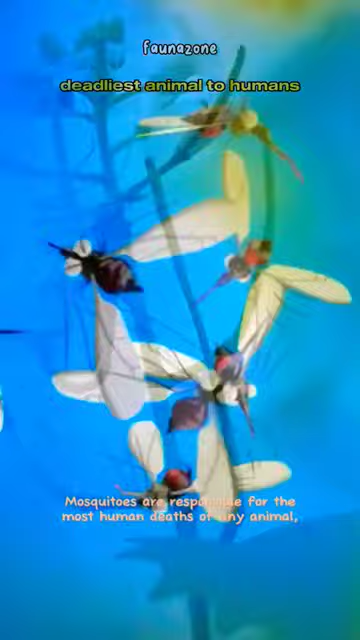 faunazone
deadliest animal to humans
Mosquitoes are responsible for the
most human deaths of any animal,